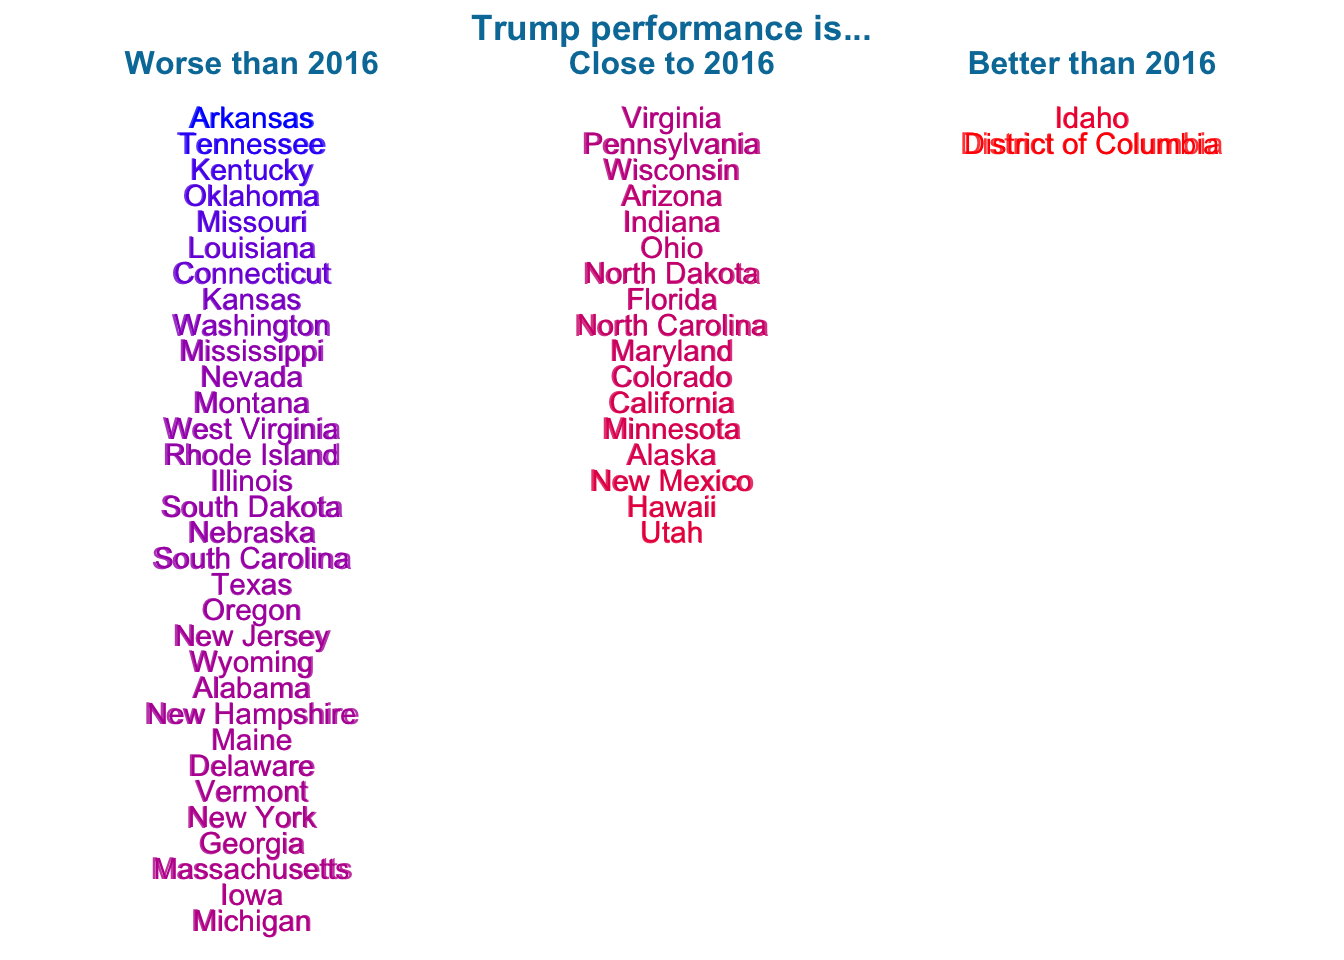 Trump performance is...
Worse than 2016
Close to 2016
Better than 2016
Arkansas
Tennessee
Kentucky
Oklahoma
Missouri
Louisiana
Connecticut
Kansas
Washington
Mississippi
Nevada
Montana
West Virginia
Rhode Island
Illinois
South Dakota
Nebraska
South Carolina
Texas
Oregon
New Jersey
Wyoming
Alabama
New Hampshire
Maine
Delaware
Vermont
New York
Georgia
Massachusetts
Iowa
Michigan
Virginia
Pennsylvania
Wisconsin
Arizona
Indiana
Ohio
North Dakota
Florida
North Carolina
Maryland
Colorado
California
Minnesota
Alaska
New Mexico
Hawaii
Utah
Idaho
District of Columbia